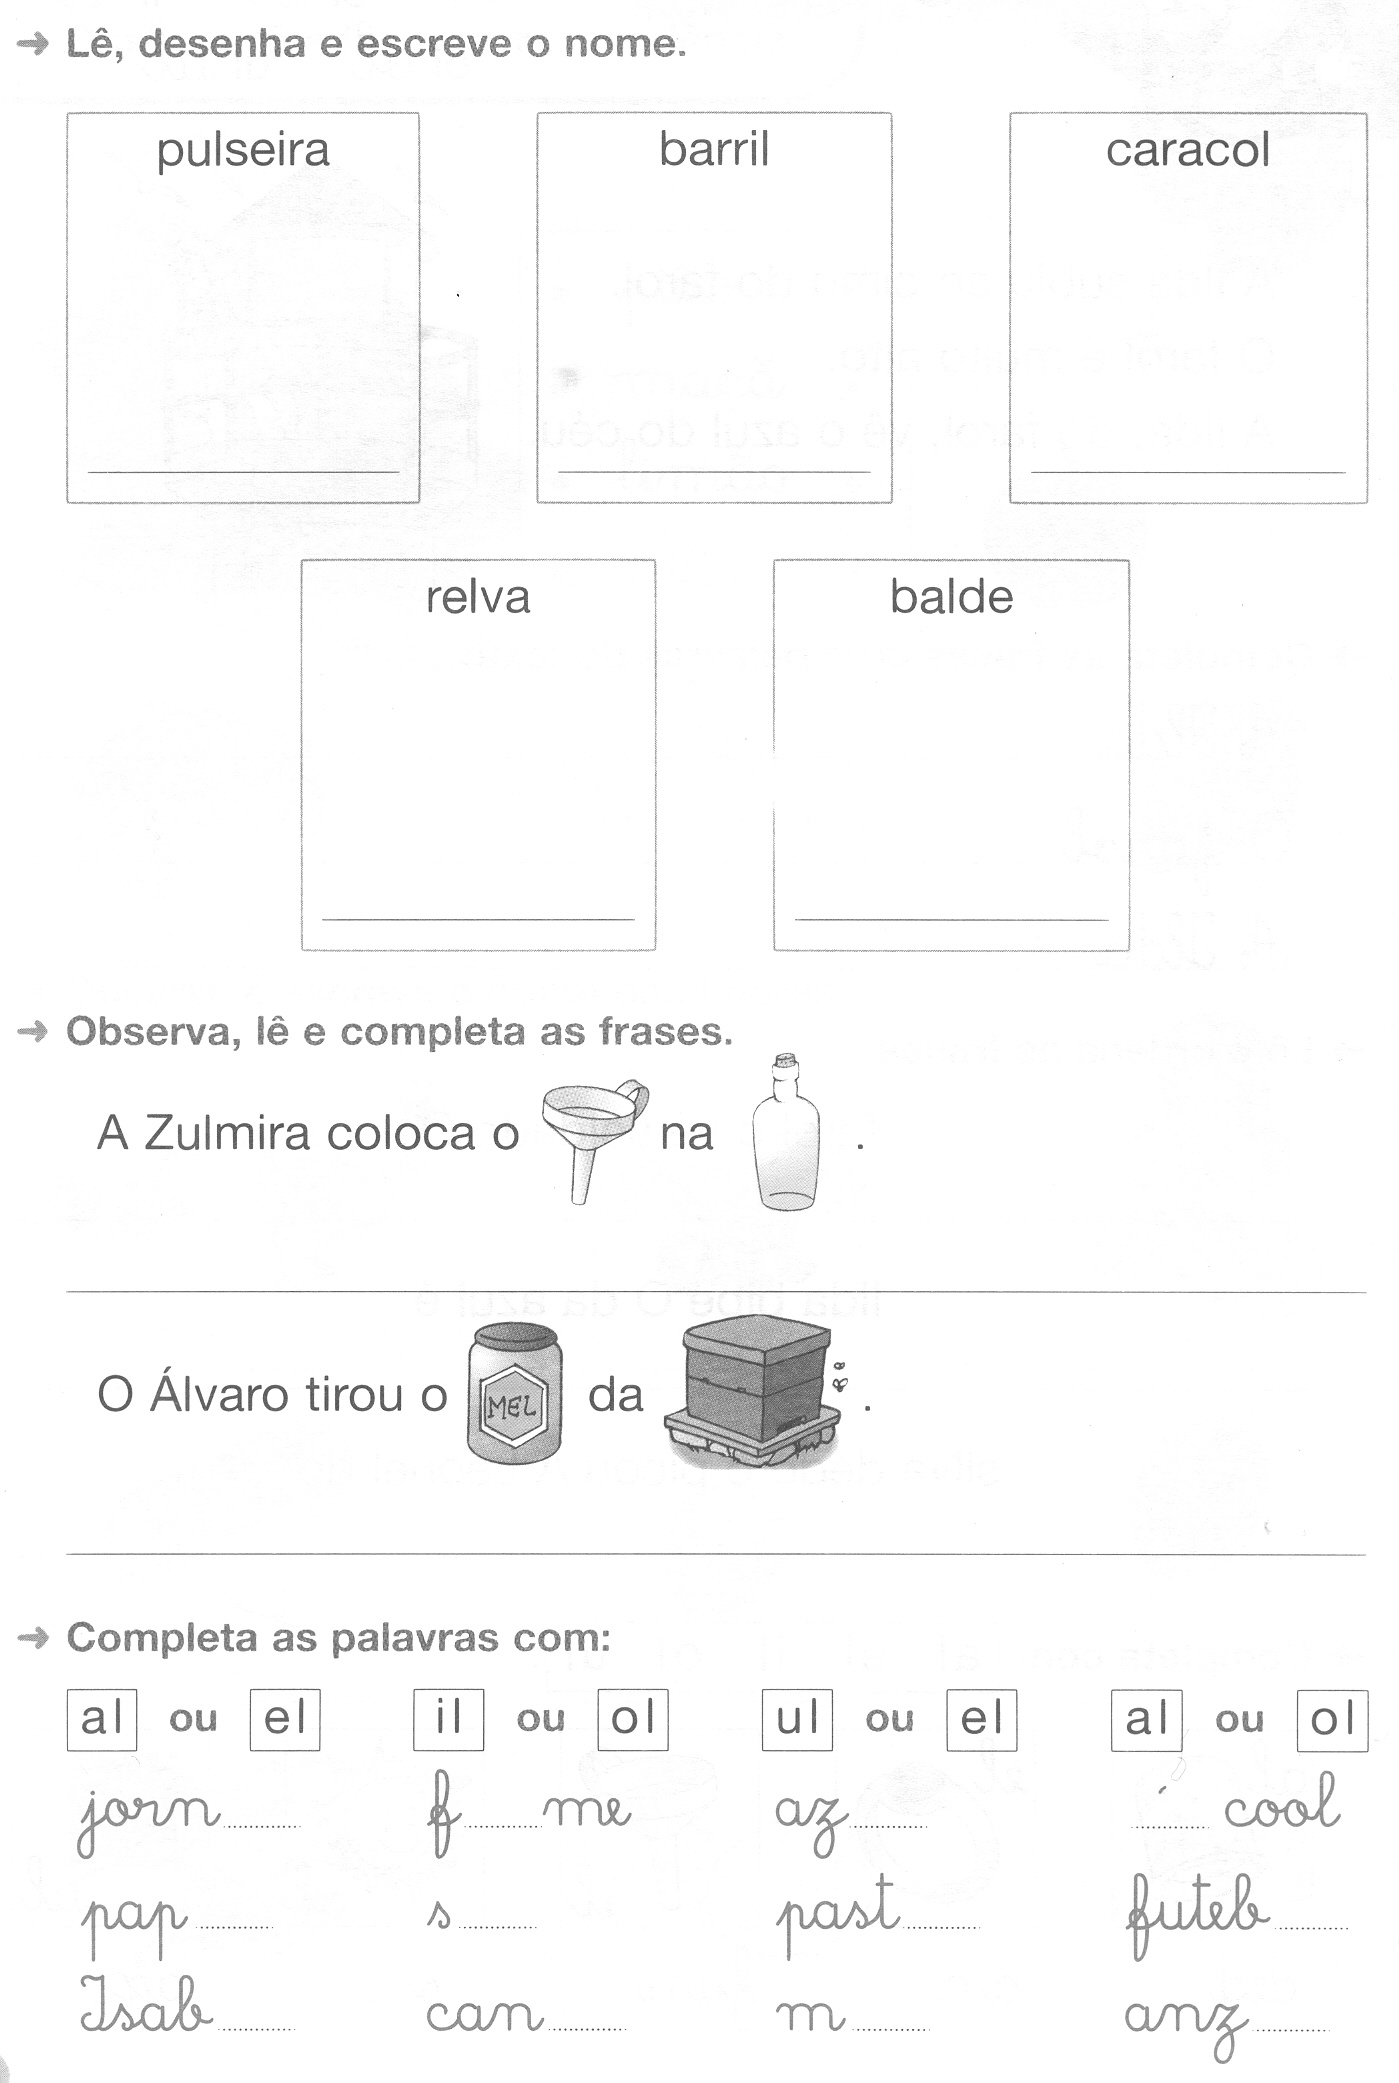 → Lê, desenha e escreve o nome.
pulseira barril caracol
relva balde
→ Observa, lê e completa as frases.
A Zulmira coloca o na .
O Álvaro tirou o MEL da .
→ Completa as palavras com:
al ou el il ou ol ul ou el al ou ol
jorn........ f........me az........ ....´.... cool
pap........ s........ past........ futeb........
Isab........ can........ m........ anz........